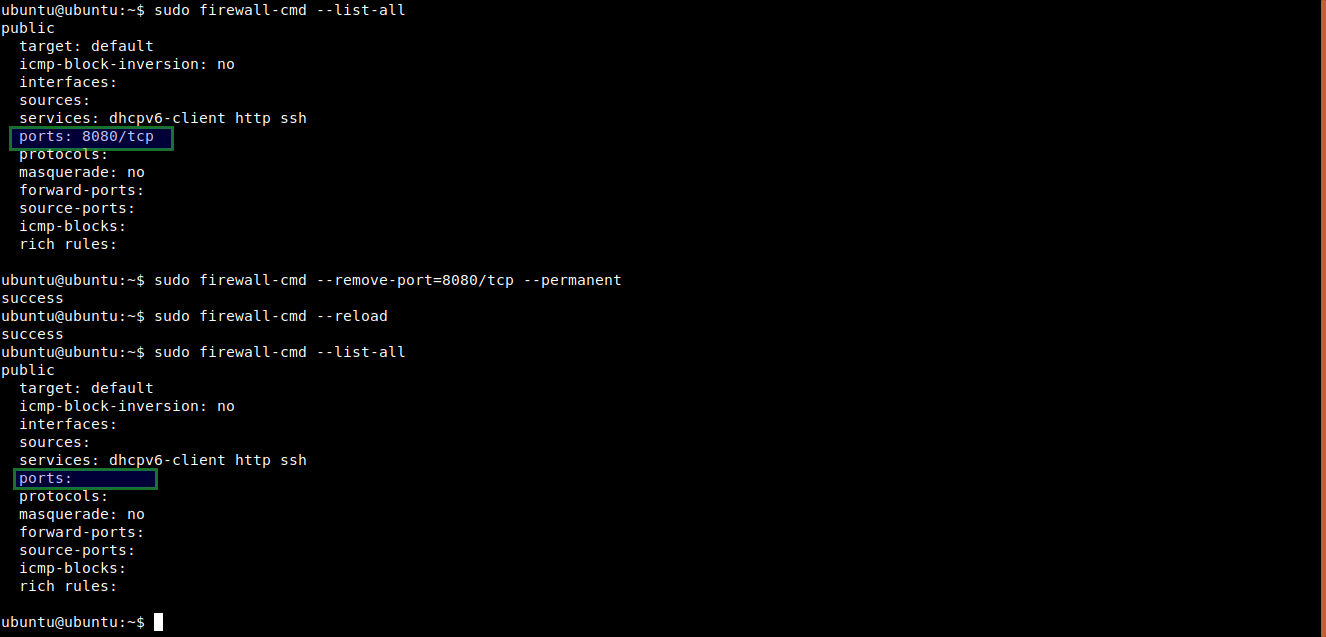 ubuntu@ubuntu:~$ sudo firewall-cmd --list-all
public
  target: default
  icmp-block-inversion: no
  interfaces:
  sources:
  services: dhcpv6-client http ssh
  ports: 8080/tcp
  protocols:
  masquerade: no
  forward-ports:
  source-ports:
  icmp-blocks:
  rich rules:

ubuntu@ubuntu:~$ sudo firewall-cmd --remove-port=8080/tcp --permanent
success
ubuntu@ubuntu:~$ sudo firewall-cmd --reload
success
ubuntu@ubuntu:~$ sudo firewall-cmd --list-all
public
  target: default
  icmp-block-inversion: no
  interfaces:
  sources:
  services: dhcpv6-client http ssh
  ports:
  protocols:
  masquerade: no
  forward-ports:
  source-ports:
  icmp-blocks:
  rich rules:

ubuntu@ubuntu:~$